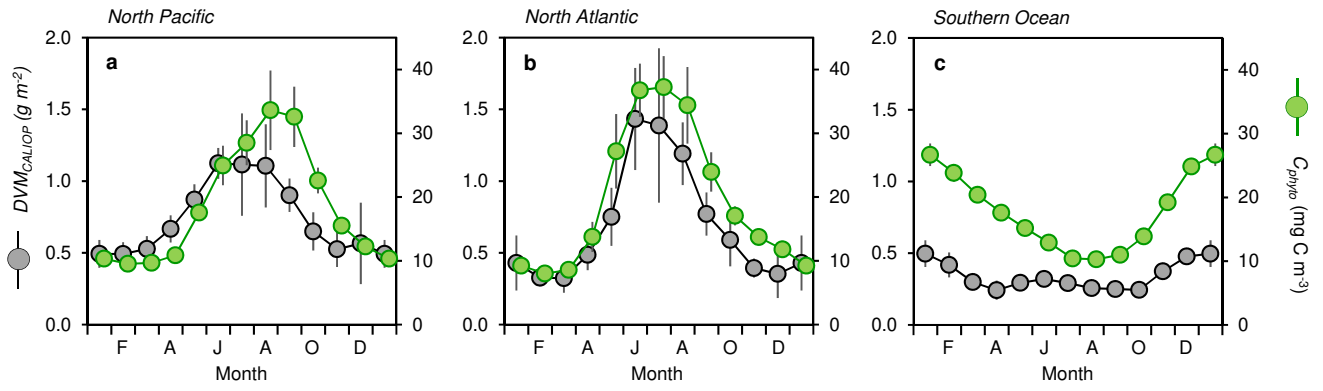 North Pacific
North Atlantic
Southern Ocean
a
b
c
2.0
1.5
1.0
0.5
0.0
40
30
20
10
0
2.0
1.5
1.0
0.5
0.0
40
30
20
10
0
2.0
1.5
1.0
0.5
0.0
40
30
20
10
0
DVM_CALIOP (g m⁻²)
C_phyto (mg C m⁻³)
F A J A O D
F A J A O D
F A J A O D
Month
Month
Month